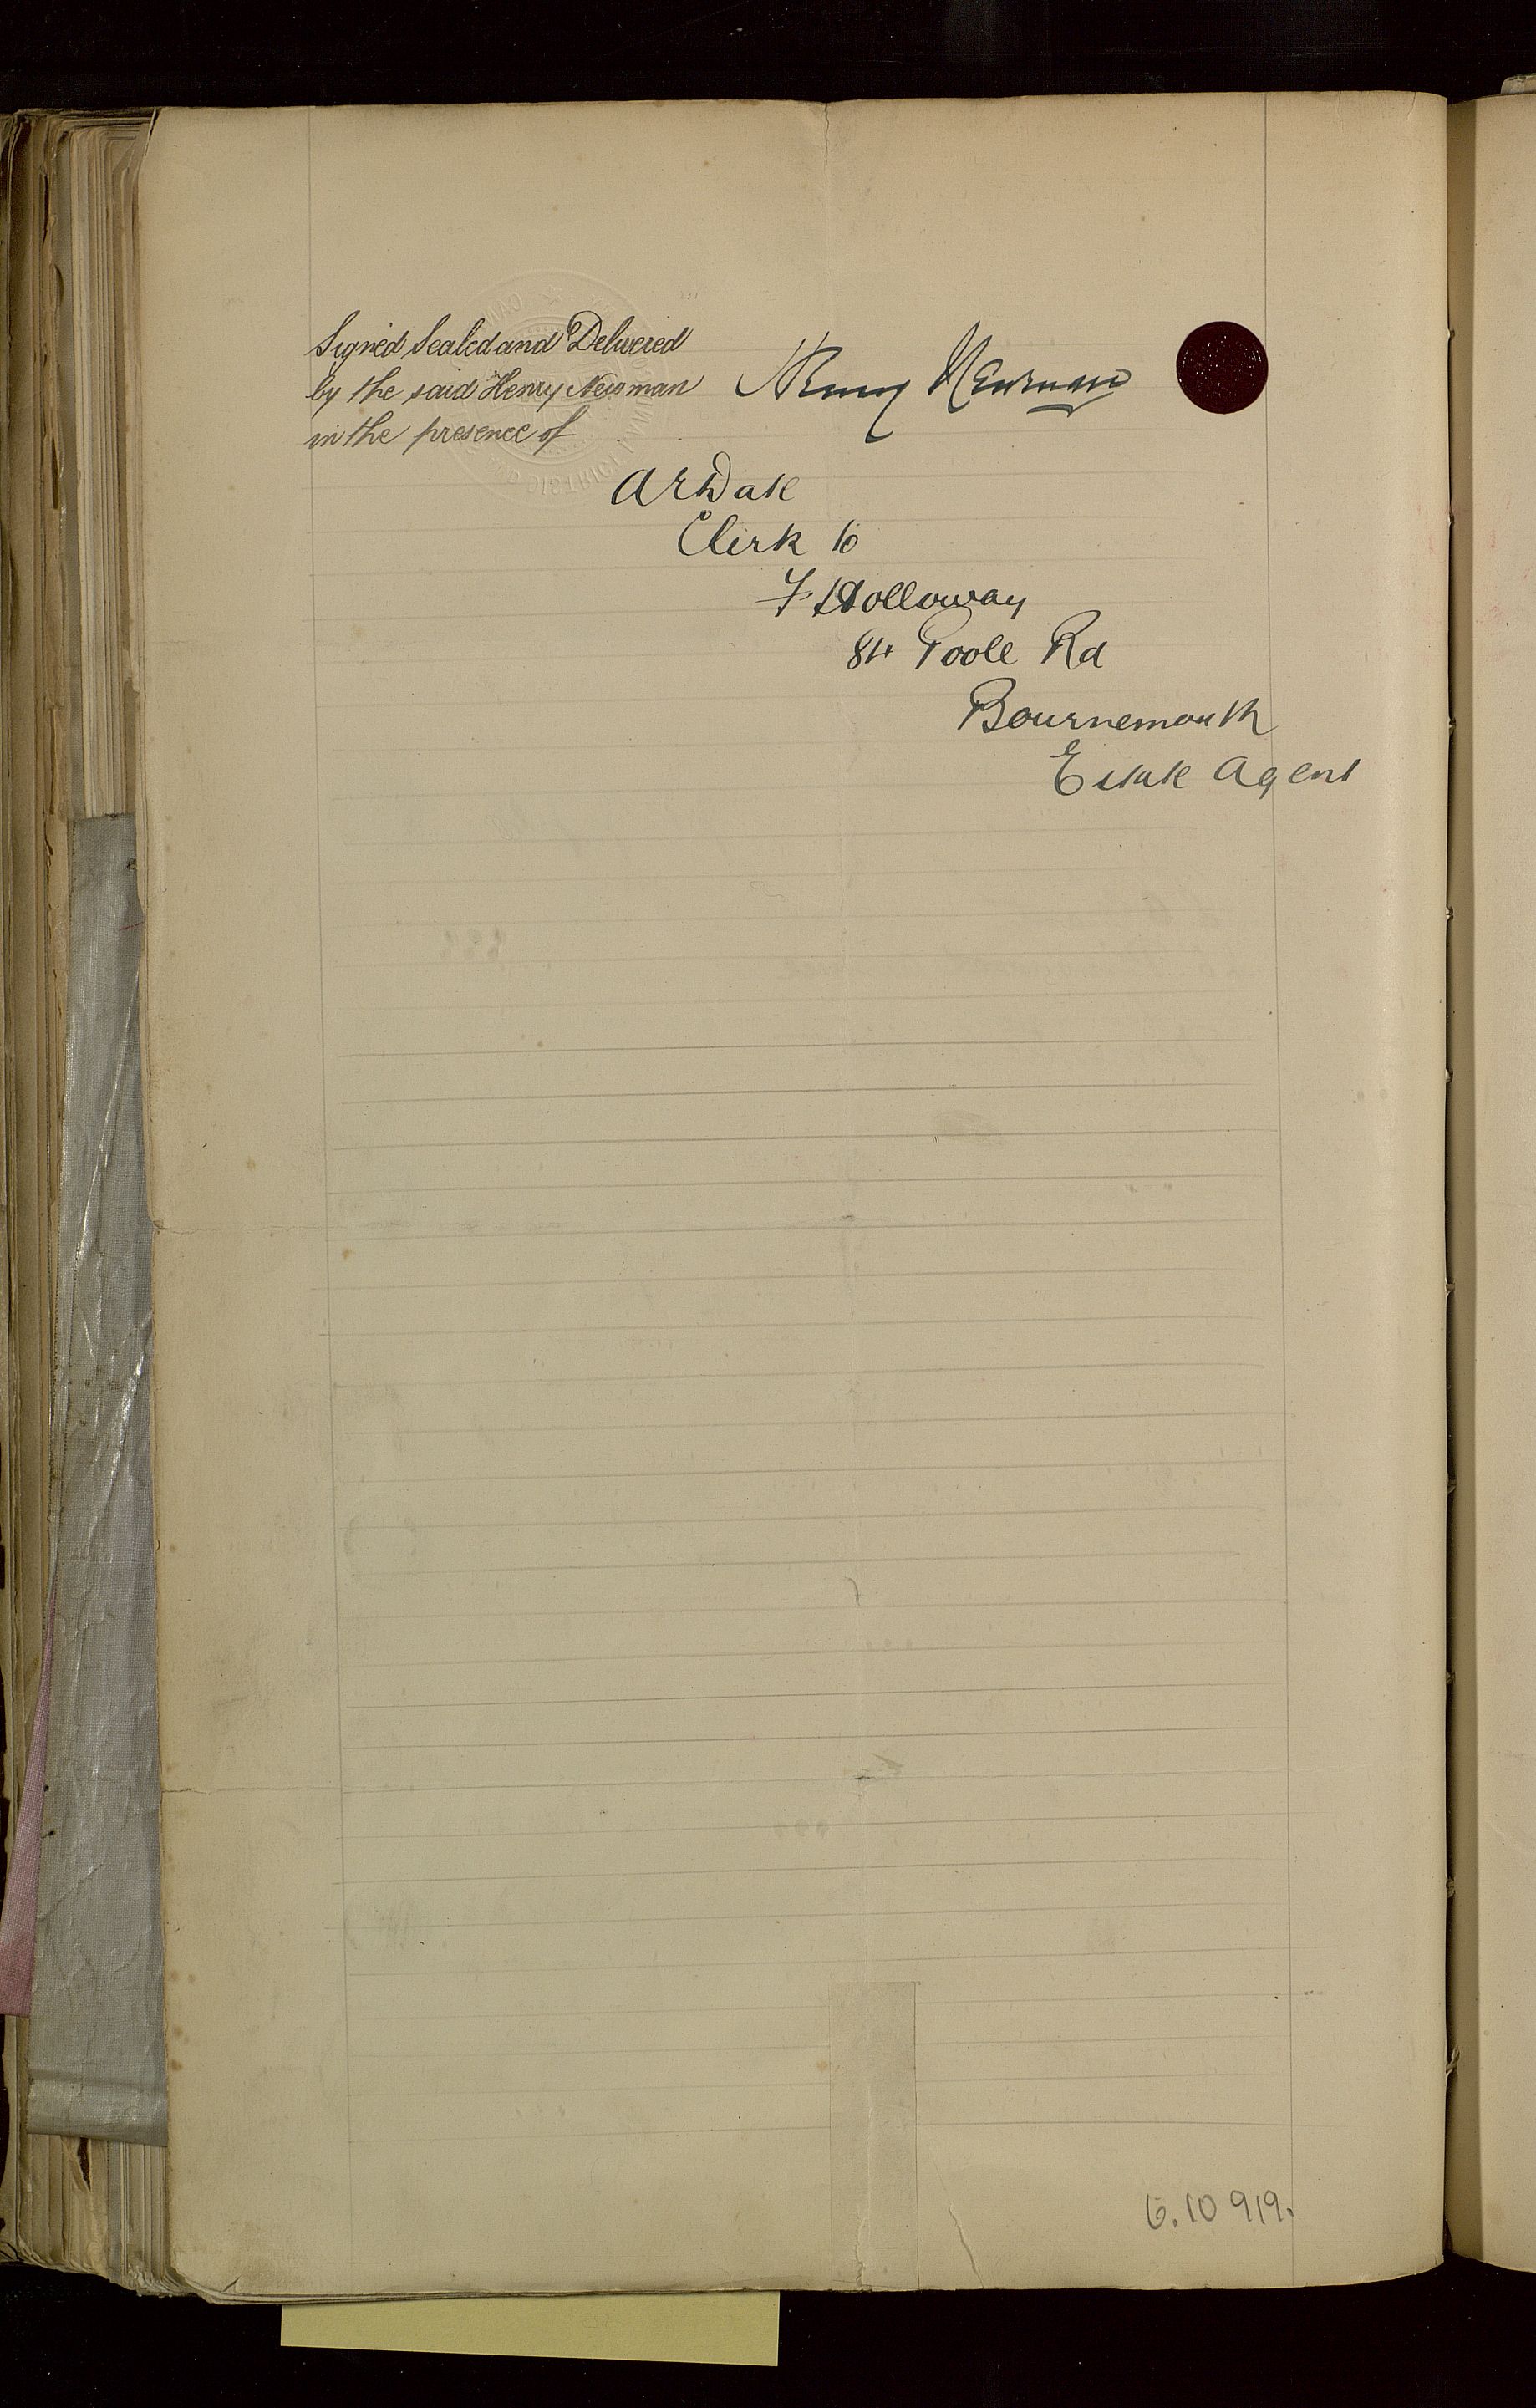 Signed Sealed and Delivered
by the said Henry Newman
in the presence of
Henry Newman
Clerk to
F Holloway
84 Poole Rd
Bournemouth
Estate Agent
6.10 919.